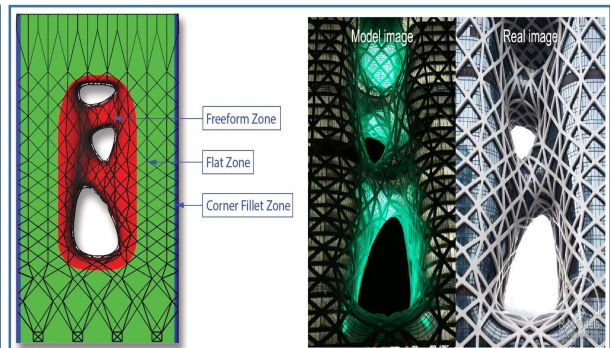 Freeform Zone
Flat Zone
Corner Fillet Zone
Model image
Real image